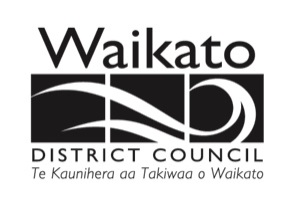 Waikato
DISTRICT COUNCIL
Te Kaunihera aa Takiwaa o Waikato